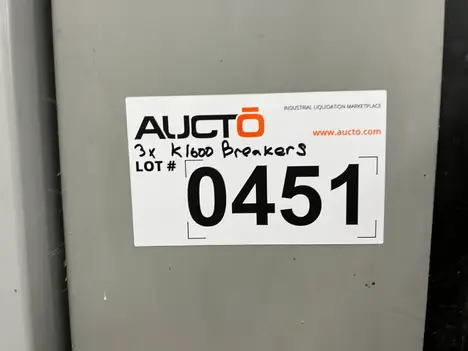 INDUSTRIAL LIQUIDATION MARKETPLACE
AUCTŌ
www.aucto.com
3x K1600 Breakers
LOT #
0451